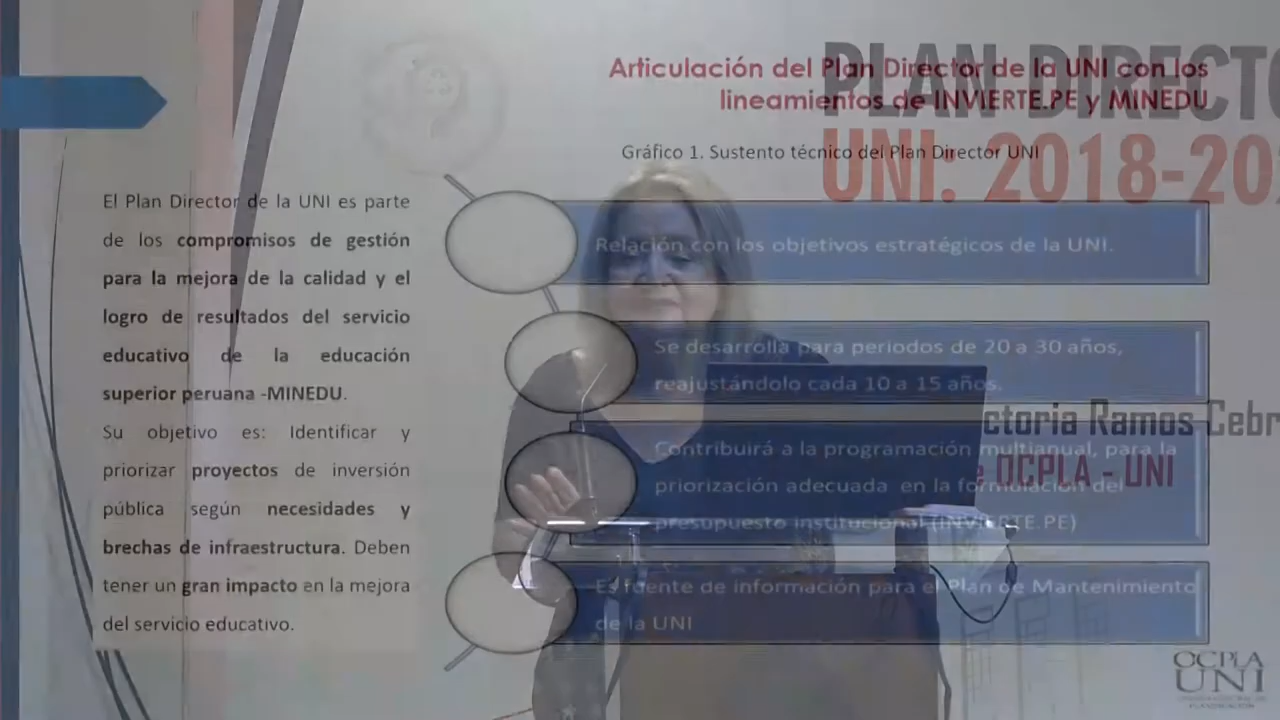 Articulación del Plan Director de la UNI con los
lineamientos de INVIERTE.PE y MINEDU
PLAN DIRECTO
UNI: 2018-20
Gráfico 1. Sustento técnico del Plan Director UNI
El Plan Director de la UNI es parte
de los compromisos de gestión
para la mejora de la calidad y el
logro de resultados del servicio
educativo de la educación
superior peruana -MINEDU.
Su objetivo es: Identificar y
priorizar proyectos de inversión
pública según necesidades y
brechas de infraestructura. Deben
tener un gran impacto en la mejora
del servicio educativo.
Relación con los objetivos estratégicos de la UNI.
Se desarrolla para periodos de 20 a 30 años,
reajustándolo cada 10 a 15 años.
Contribuirá a la programación multianual, para la
priorización adecuada en la formulación del
presupuesto institucional (INVIERTE.PE)
Es fuente de información para el Plan de Mantenimiento
de la UNI
ctoria Ramos Cebr
e OCPLA - UNI
OCPLA
UNI